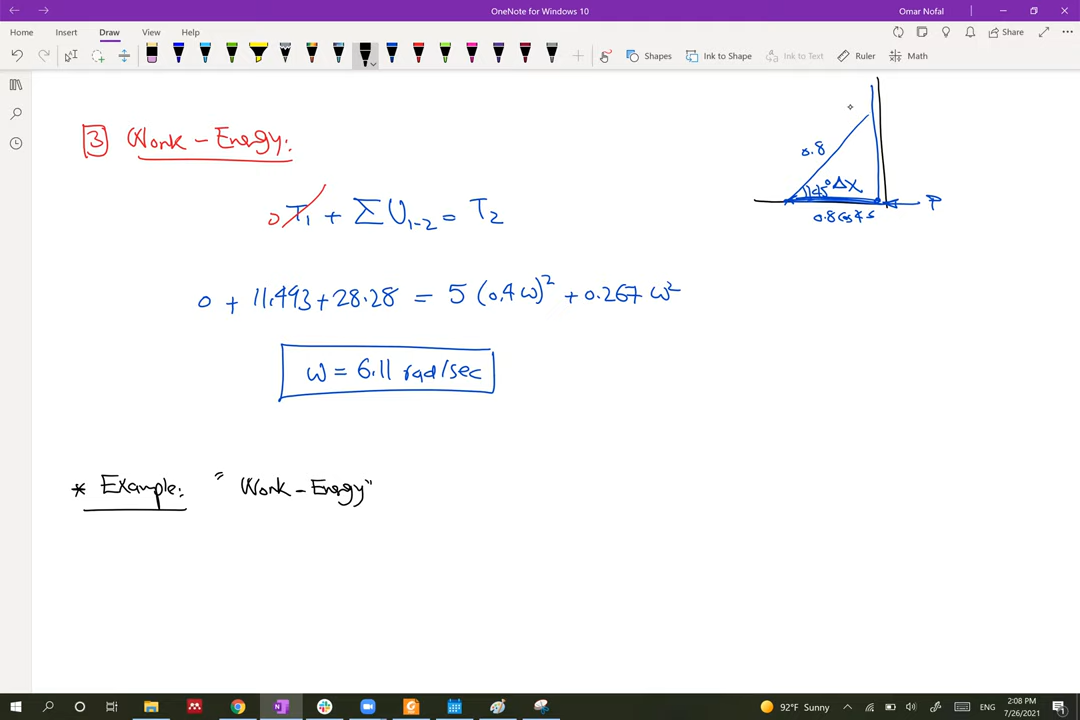 OneNote for Windows 10
Omar Nofal
Home Insert Draw View Help
Share
Shapes Ink to Shape Ink to Text Ruler Math
3 Work - Energy:
0 T1 + ΣU1-2 = T2
0 + 11.493 + 28.28 = 5 (0.4ω)² + 0.267 ω²
ω = 6.11 rad/sec
0.8
45° ΔX
P
0.8 cos 45
* Example: "Work - Energy"
92°F Sunny
ENG
2:08 PM
7/26/2021